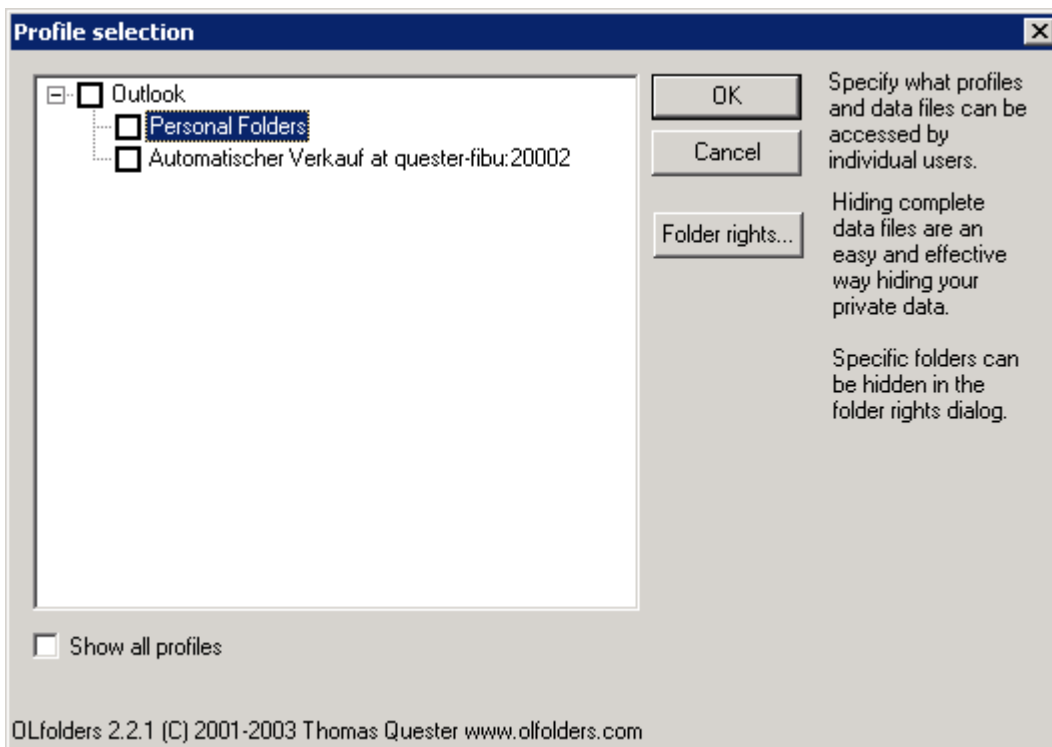 Profile selection
Outlook
Personal Folders
Automatischer Verkauf at quester-fibu:20002
OK
Cancel
Folder rights...
Specify what profiles
and data files can be
accessed by
individual users.
Hiding complete
data files are an
easy and effective
way hiding your
private data.
Specific folders can
be hidden in the
folder rights dialog.
Show all profiles
OLfolders 2.2.1 (C) 2001-2003 Thomas Quester www.olfolders.com